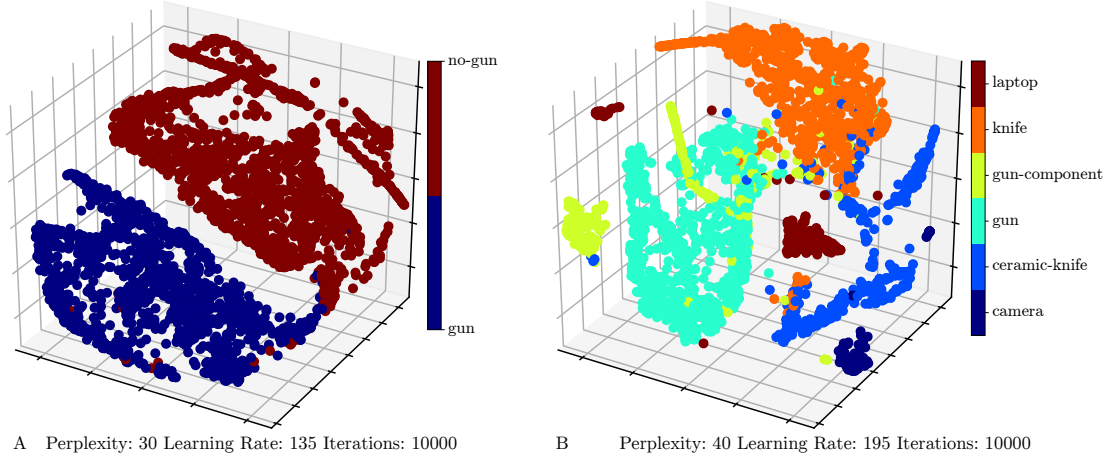 no-gun
gun
laptop
knife
gun-component
gun
ceramic-knife
camera
A Perplexity: 30 Learning Rate: 135 Iterations: 10000
B Perplexity: 40 Learning Rate: 195 Iterations: 10000